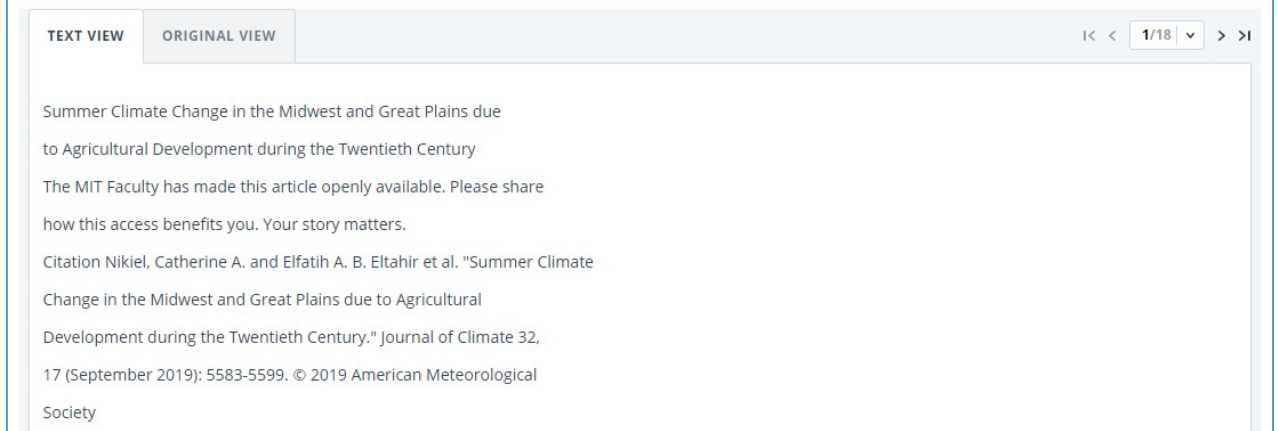 TEXT VIEW ORIGINAL VIEW 1/18
Summer Climate Change in the Midwest and Great Plains due
to Agricultural Development during the Twentieth Century
The MIT Faculty has made this article openly available. Please share
how this access benefits you. Your story matters.
Citation Nikiel, Catherine A. and Elfatih A. B. Eltahir et al. "Summer Climate
Change in the Midwest and Great Plains due to Agricultural
Development during the Twentieth Century." Journal of Climate 32,
17 (September 2019): 5583-5599. © 2019 American Meteorological
Society